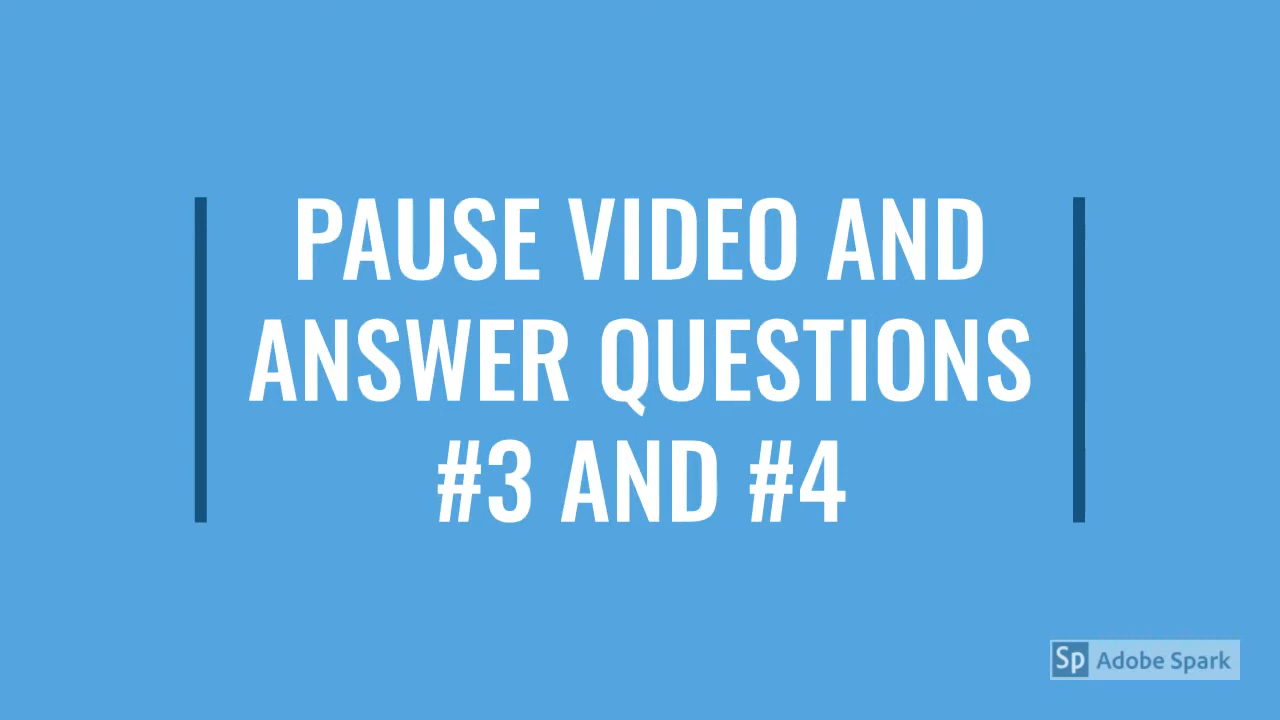 PAUSE VIDEO AND
ANSWER QUESTIONS
#3 AND #4
Sp Adobe Spark